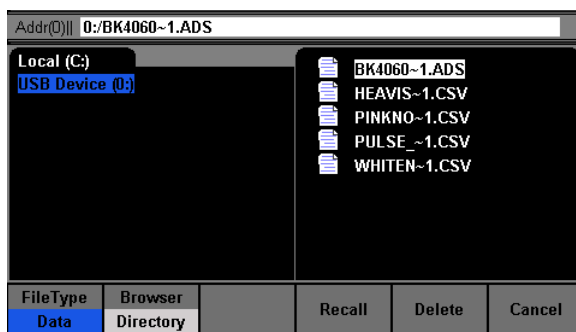 Addr(0)|| 0:/BK4060~1.ADS
Local (C:)
USB Device (0:)
BK4060~1.ADS
HEAVIS~1.CSV
PINKNO~1.CSV
PULSE_~1.CSV
WHITEN~1.CSV
FileType
Data
Browser
Directory
Recall
Delete
Cancel